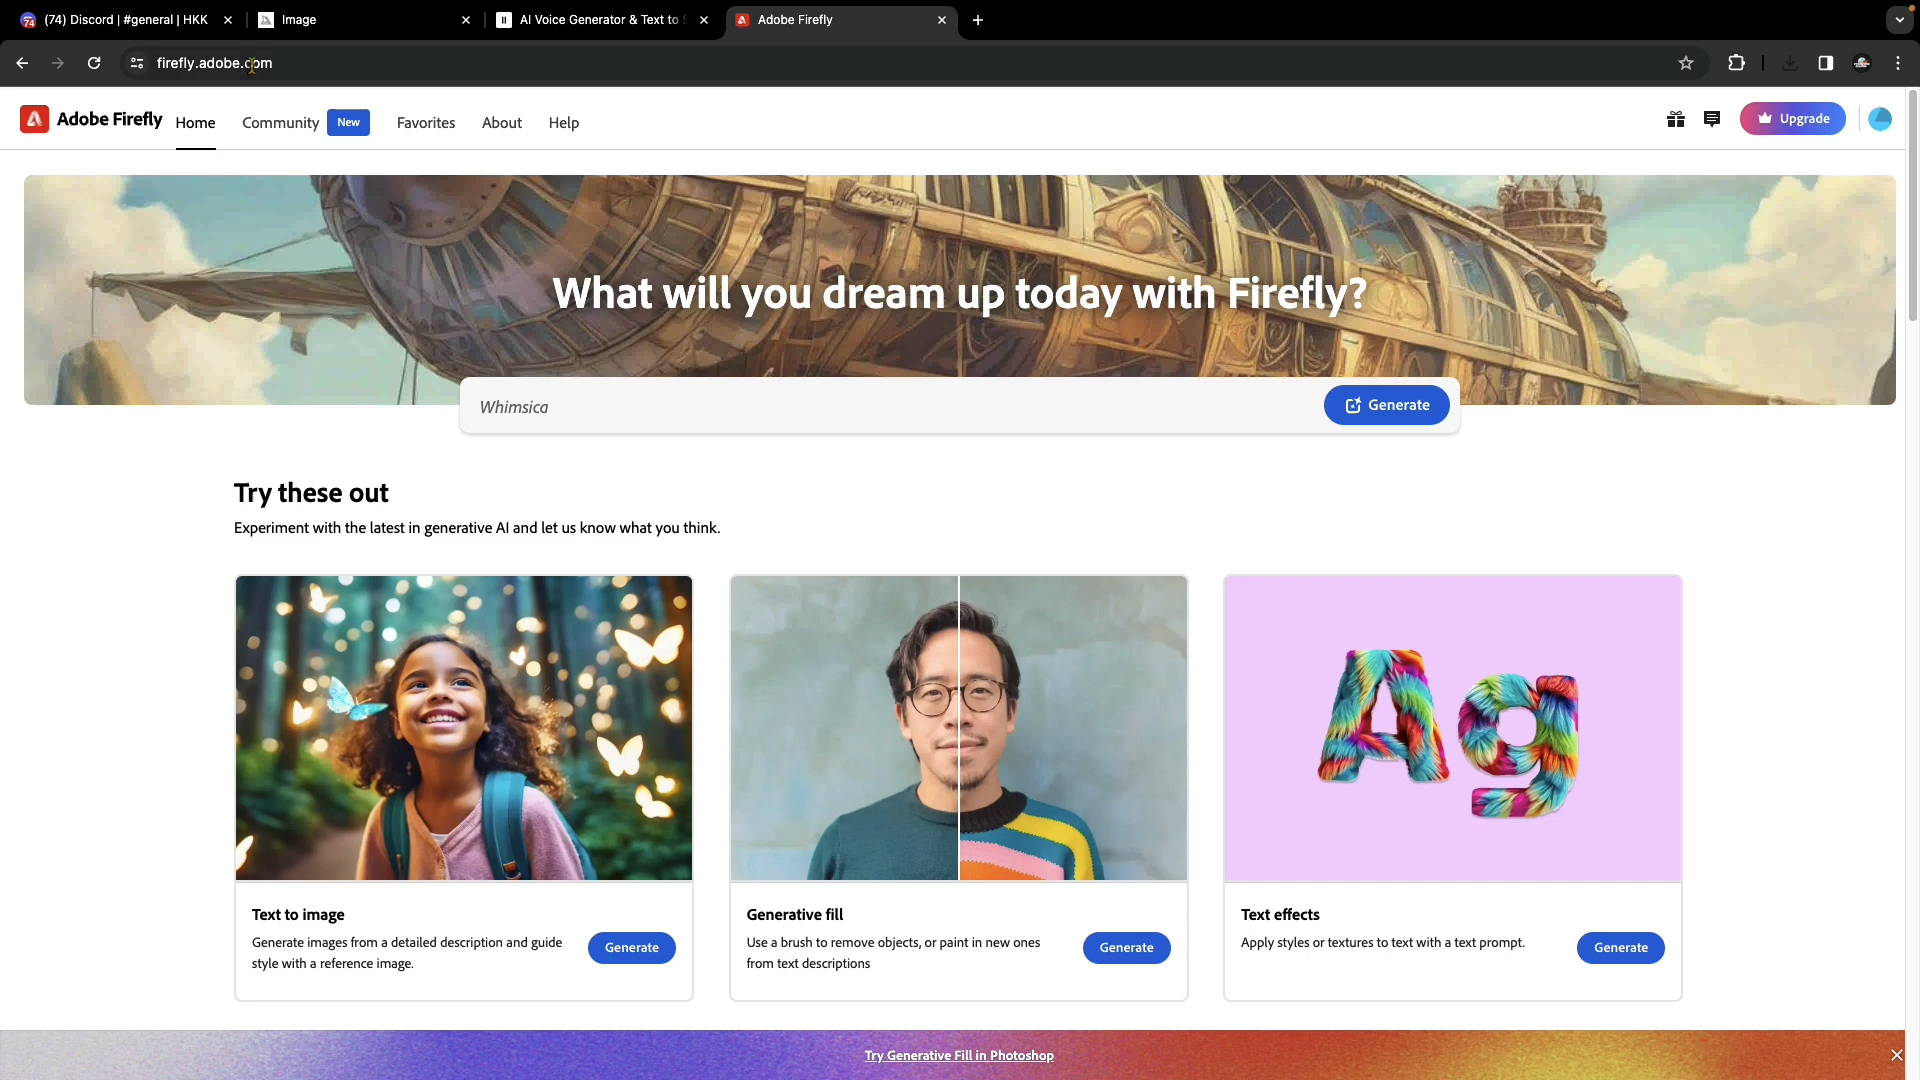 (74) Discord | #general | HKK
Image
AI Voice Generator & Text to S
Adobe Firefly
firefly.adobe.com
Adobe Firefly
Home
Community
New
Favorites
About
Help
Upgrade
What will you dream up today with Firefly?
Whimsica
Generate
Try these out
Experiment with the latest in generative AI and let us know what you think.
Ag
Text to image
Generate images from a detailed description and guide
style with a reference image.
Generate
Generative fill
Use a brush to remove objects, or paint in new ones
from text descriptions
Generate
Text effects
Apply styles or textures to text with a text prompt.
Generate
Try Generative Fill in Photoshop